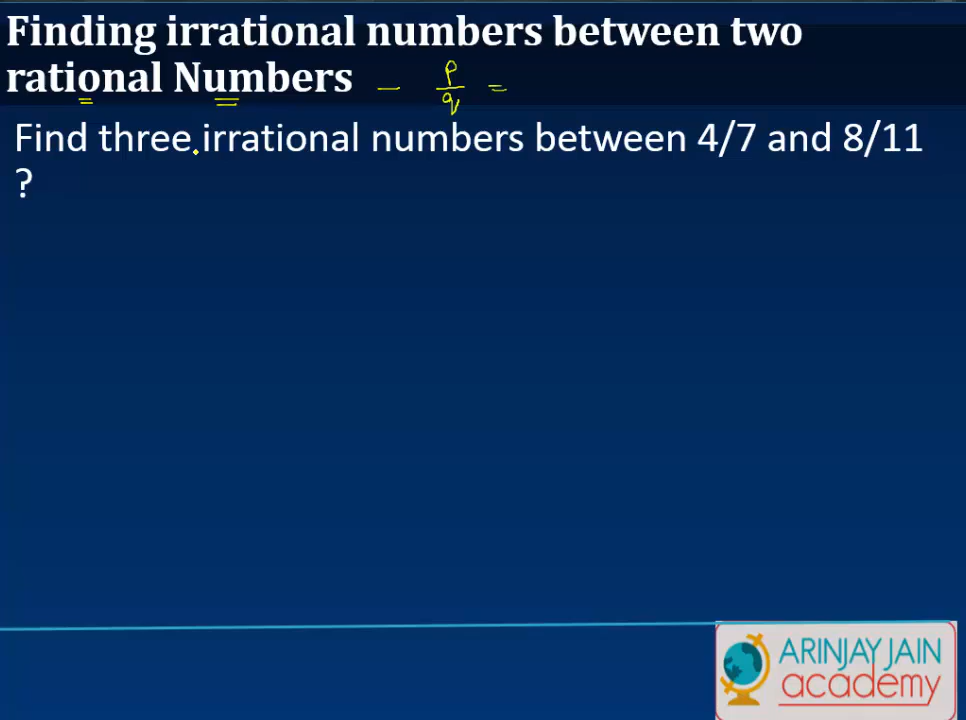 Finding irrational numbers between two
rational Numbers – p/q =
Find three irrational numbers between 4/7 and 8/11
?
ARINJAY JAIN
academy